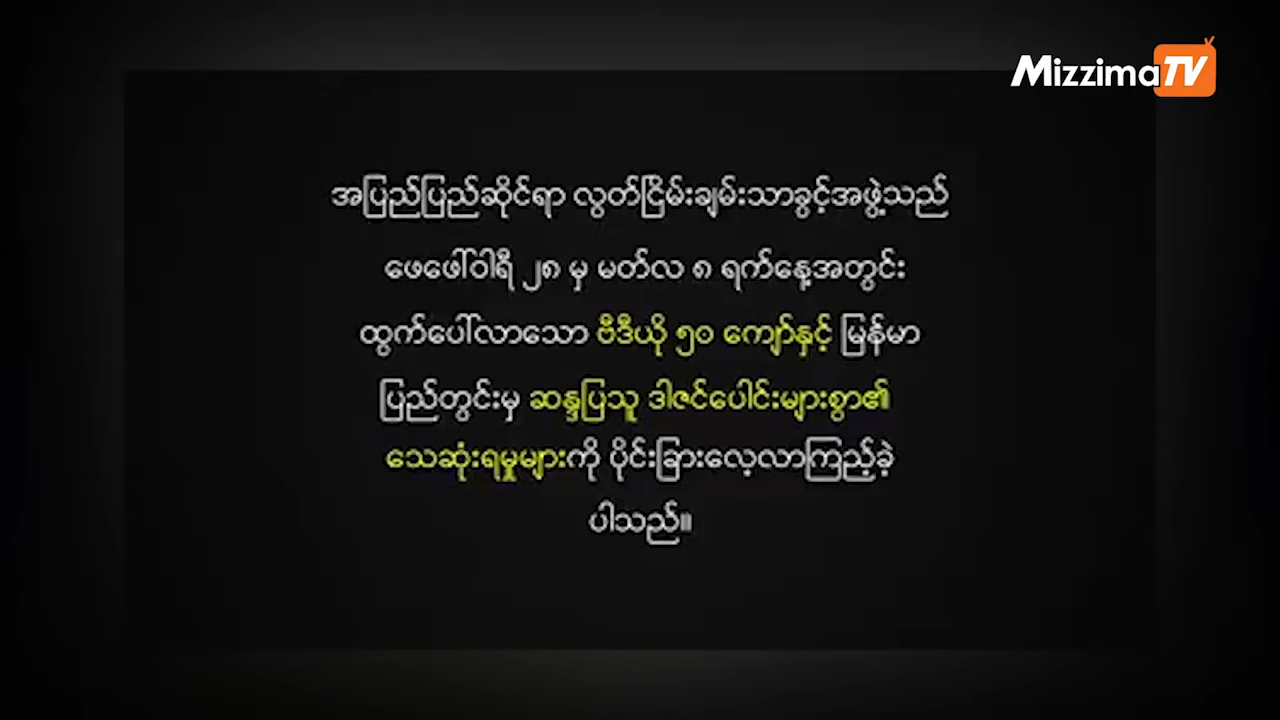 MizzimaTV
အပြည်ပြည်ဆိုင်ရာ လွတ်ငြိမ်းချမ်းသာခွင့်အဖွဲ့သည်
ဖေဖေါ်ဝါရီ ၂၈ မှ မတ်လ ၈ ရက်နေ့အတွင်း
ထွက်ပေါ်လာသော ဗီဒီယို ၅၀ ကျော်နှင့် မြန်မာ
ပြည်တွင်းမှ ဆန္ဒပြသူ ဒါဇင်ပေါင်းများစွာ၏
သေဆုံးရမှုများကို ပိုင်းခြားလေ့လာကြည့်ခဲ့
ပါသည်။